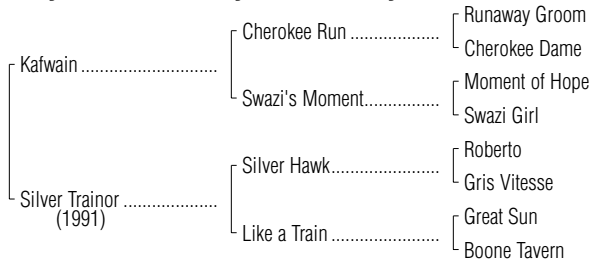 Runaway Groom
Cherokee Run ....................
Cherokee Dame
Kafwain ..........................
Moment of Hope
Swazi's Moment................
Swazi Girl
Roberto
Silver Hawk.......................
Gris Vitesse
Silver Trainor ..................
(1991)
Great Sun
Like a Train .....................
Boone Tavern